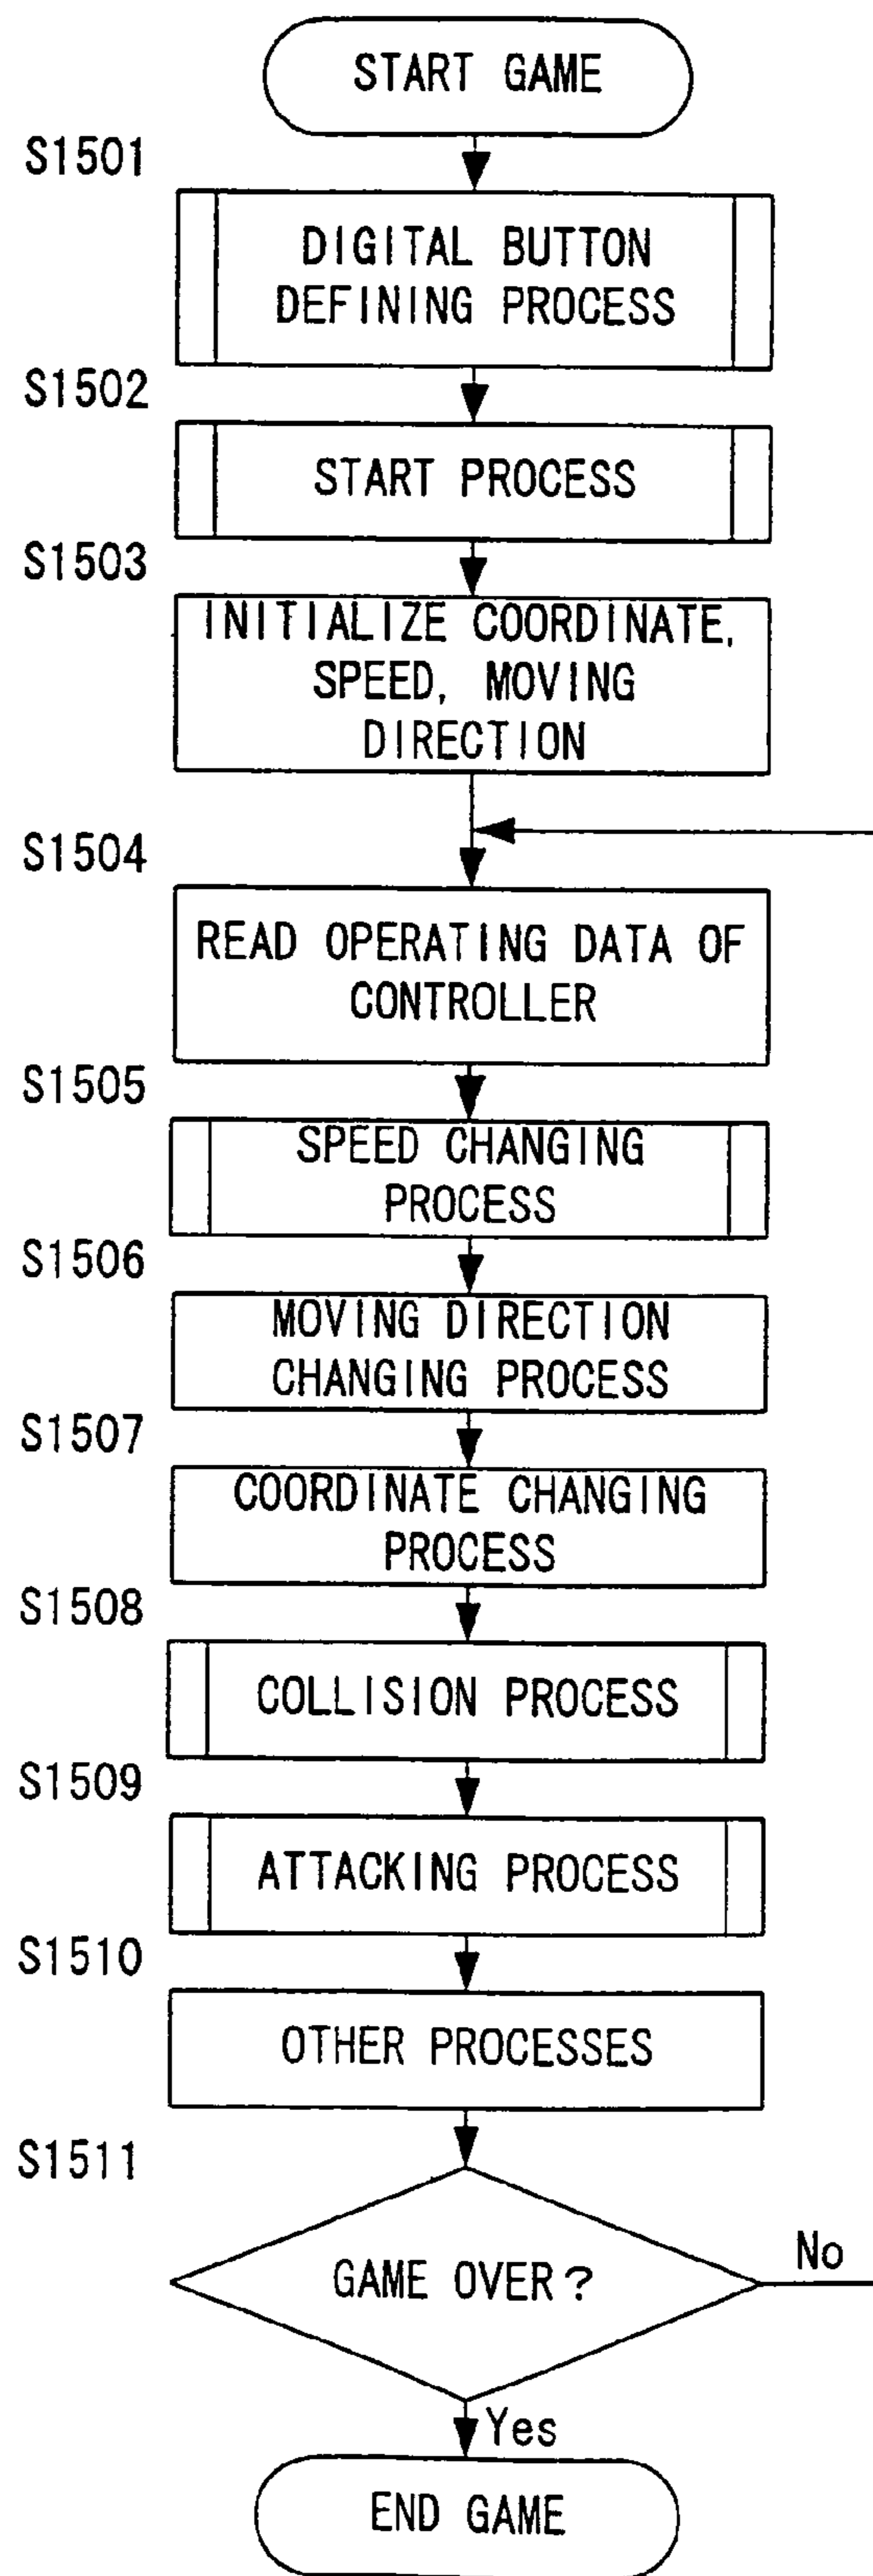 START GAME
S1501
DIGITAL BUTTON
DEFINING PROCESS
S1502
START PROCESS
S1503
INITIALIZE COORDINATE,
SPEED, MOVING
DIRECTION
S1504
READ OPERATING DATA OF
CONTROLLER
S1505
SPEED CHANGING
PROCESS
S1506
MOVING DIRECTION
CHANGING PROCESS
S1507
COORDINATE CHANGING
PROCESS
S1508
COLLISION PROCESS
S1509
ATTACKING PROCESS
S1510
OTHER PROCESSES
S1511
GAME OVER?
No
Yes
END GAME